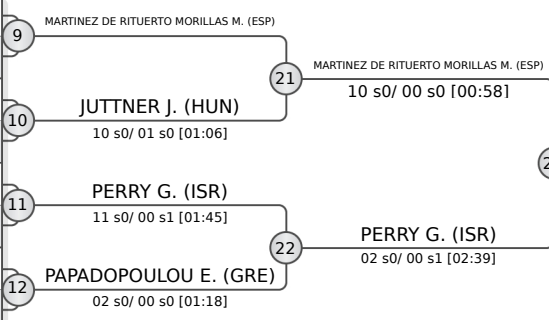 9
MARTINEZ DE RITUERTO MORILLAS M. (ESP)
21
MARTINEZ DE RITUERTO MORILLAS M. (ESP)
10 s0/ 00 s0 [00:58]
10
JUTTNER J. (HUN)
10 s0/ 01 s0 [01:06]
11
PERRY G. (ISR)
11 s0/ 00 s1 [01:45]
22
PERRY G. (ISR)
02 s0/ 00 s1 [02:39]
12
PAPADOPOULOU E. (GRE)
02 s0/ 00 s0 [01:18]